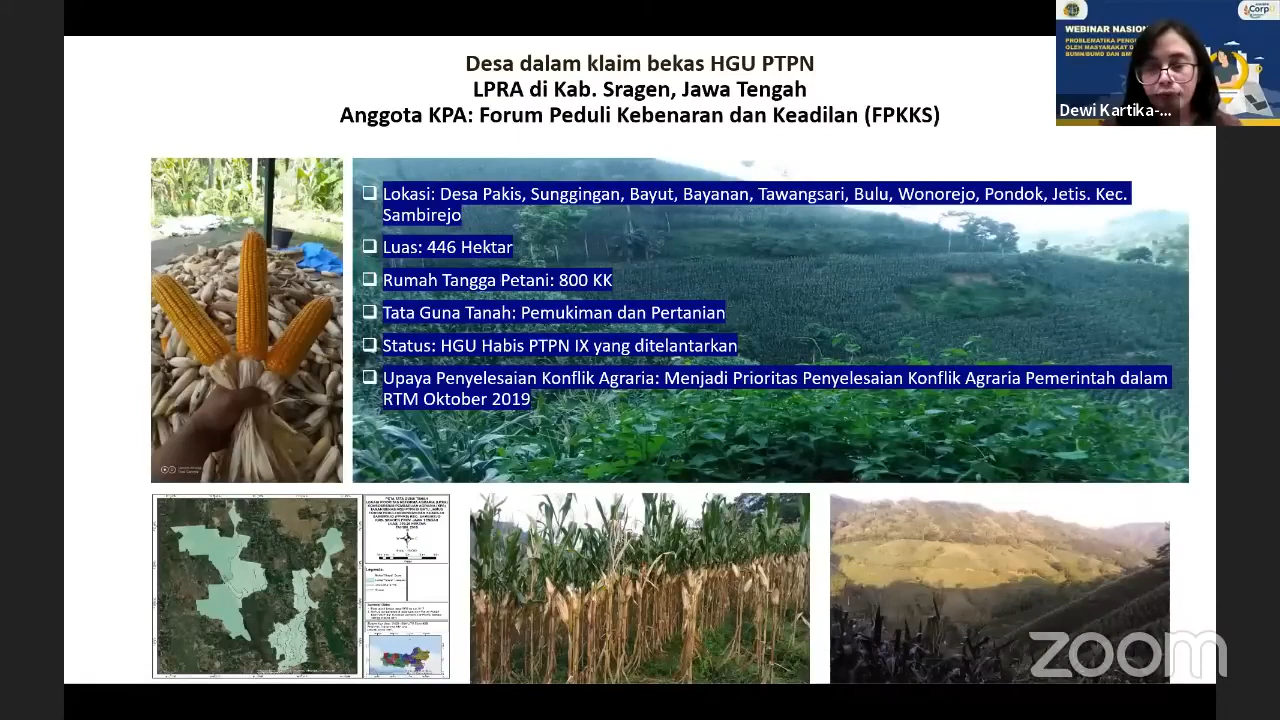 Desa dalam klaim bekas HGU PTPN
LPRA di Kab. Sragen, Jawa Tengah
Anggota KPA: Forum Peduli Kebenaran dan Keadilan (FPKKS)
WEBINAR NASION
Dewi Kartika-...
Lokasi: Desa Pakis, Sunggingan, Bayut, Bayanan, Tawangsari, Bulu, Wonorejo, Pondok, Jetis. Kec.
Sambirejo
Luas: 446 Hektar
Rumah Tangga Petani: 800 KK
Tata Guna Tanah: Pemukiman dan Pertanian
Status: HGU Habis PTPN IX yang ditelantarkan
Upaya Penyelesaian Konflik Agraria: Menjadi Prioritas Penyelesaian Konflik Agraria Pemerintah dalam
RTM Oktober 2019
zoom